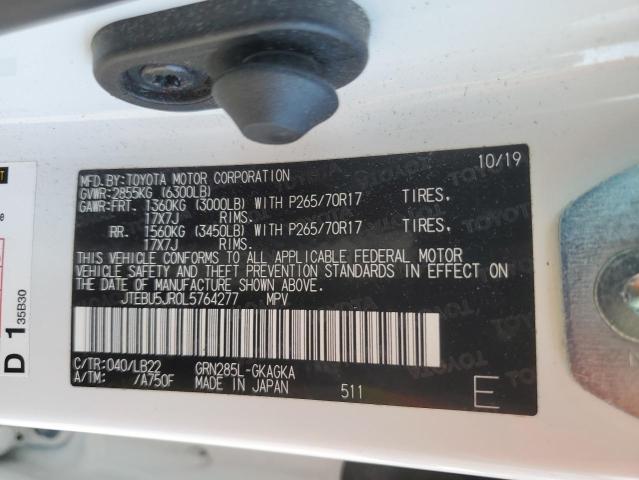 MFD. BY: TOYOTA MOTOR CORPORATION 10/19
GVWR: 2855KG (6300LB)
GAWR: FRT. 1360KG (3000LB) WITH P265/70R17 TIRES,
17X7J RIMS.
RR. 1560KG (3450LB) WITH P265/70R17 TIRES,
17X7J RIMS.
THIS VEHICLE CONFORMS TO ALL APPLICABLE FEDERAL MOTOR
VEHICLE SAFETY AND THEFT PREVENTION STANDARDS IN EFFECT ON
THE DATE OF MANUFACTURE SHOWN ABOVE.
JTEBU5JR0L5764277 MPV
C/TR: 040/LB22 GRN285L-GKAGKA
A/TM: /A750F MADE IN JAPAN 511 E
D 1 35B30